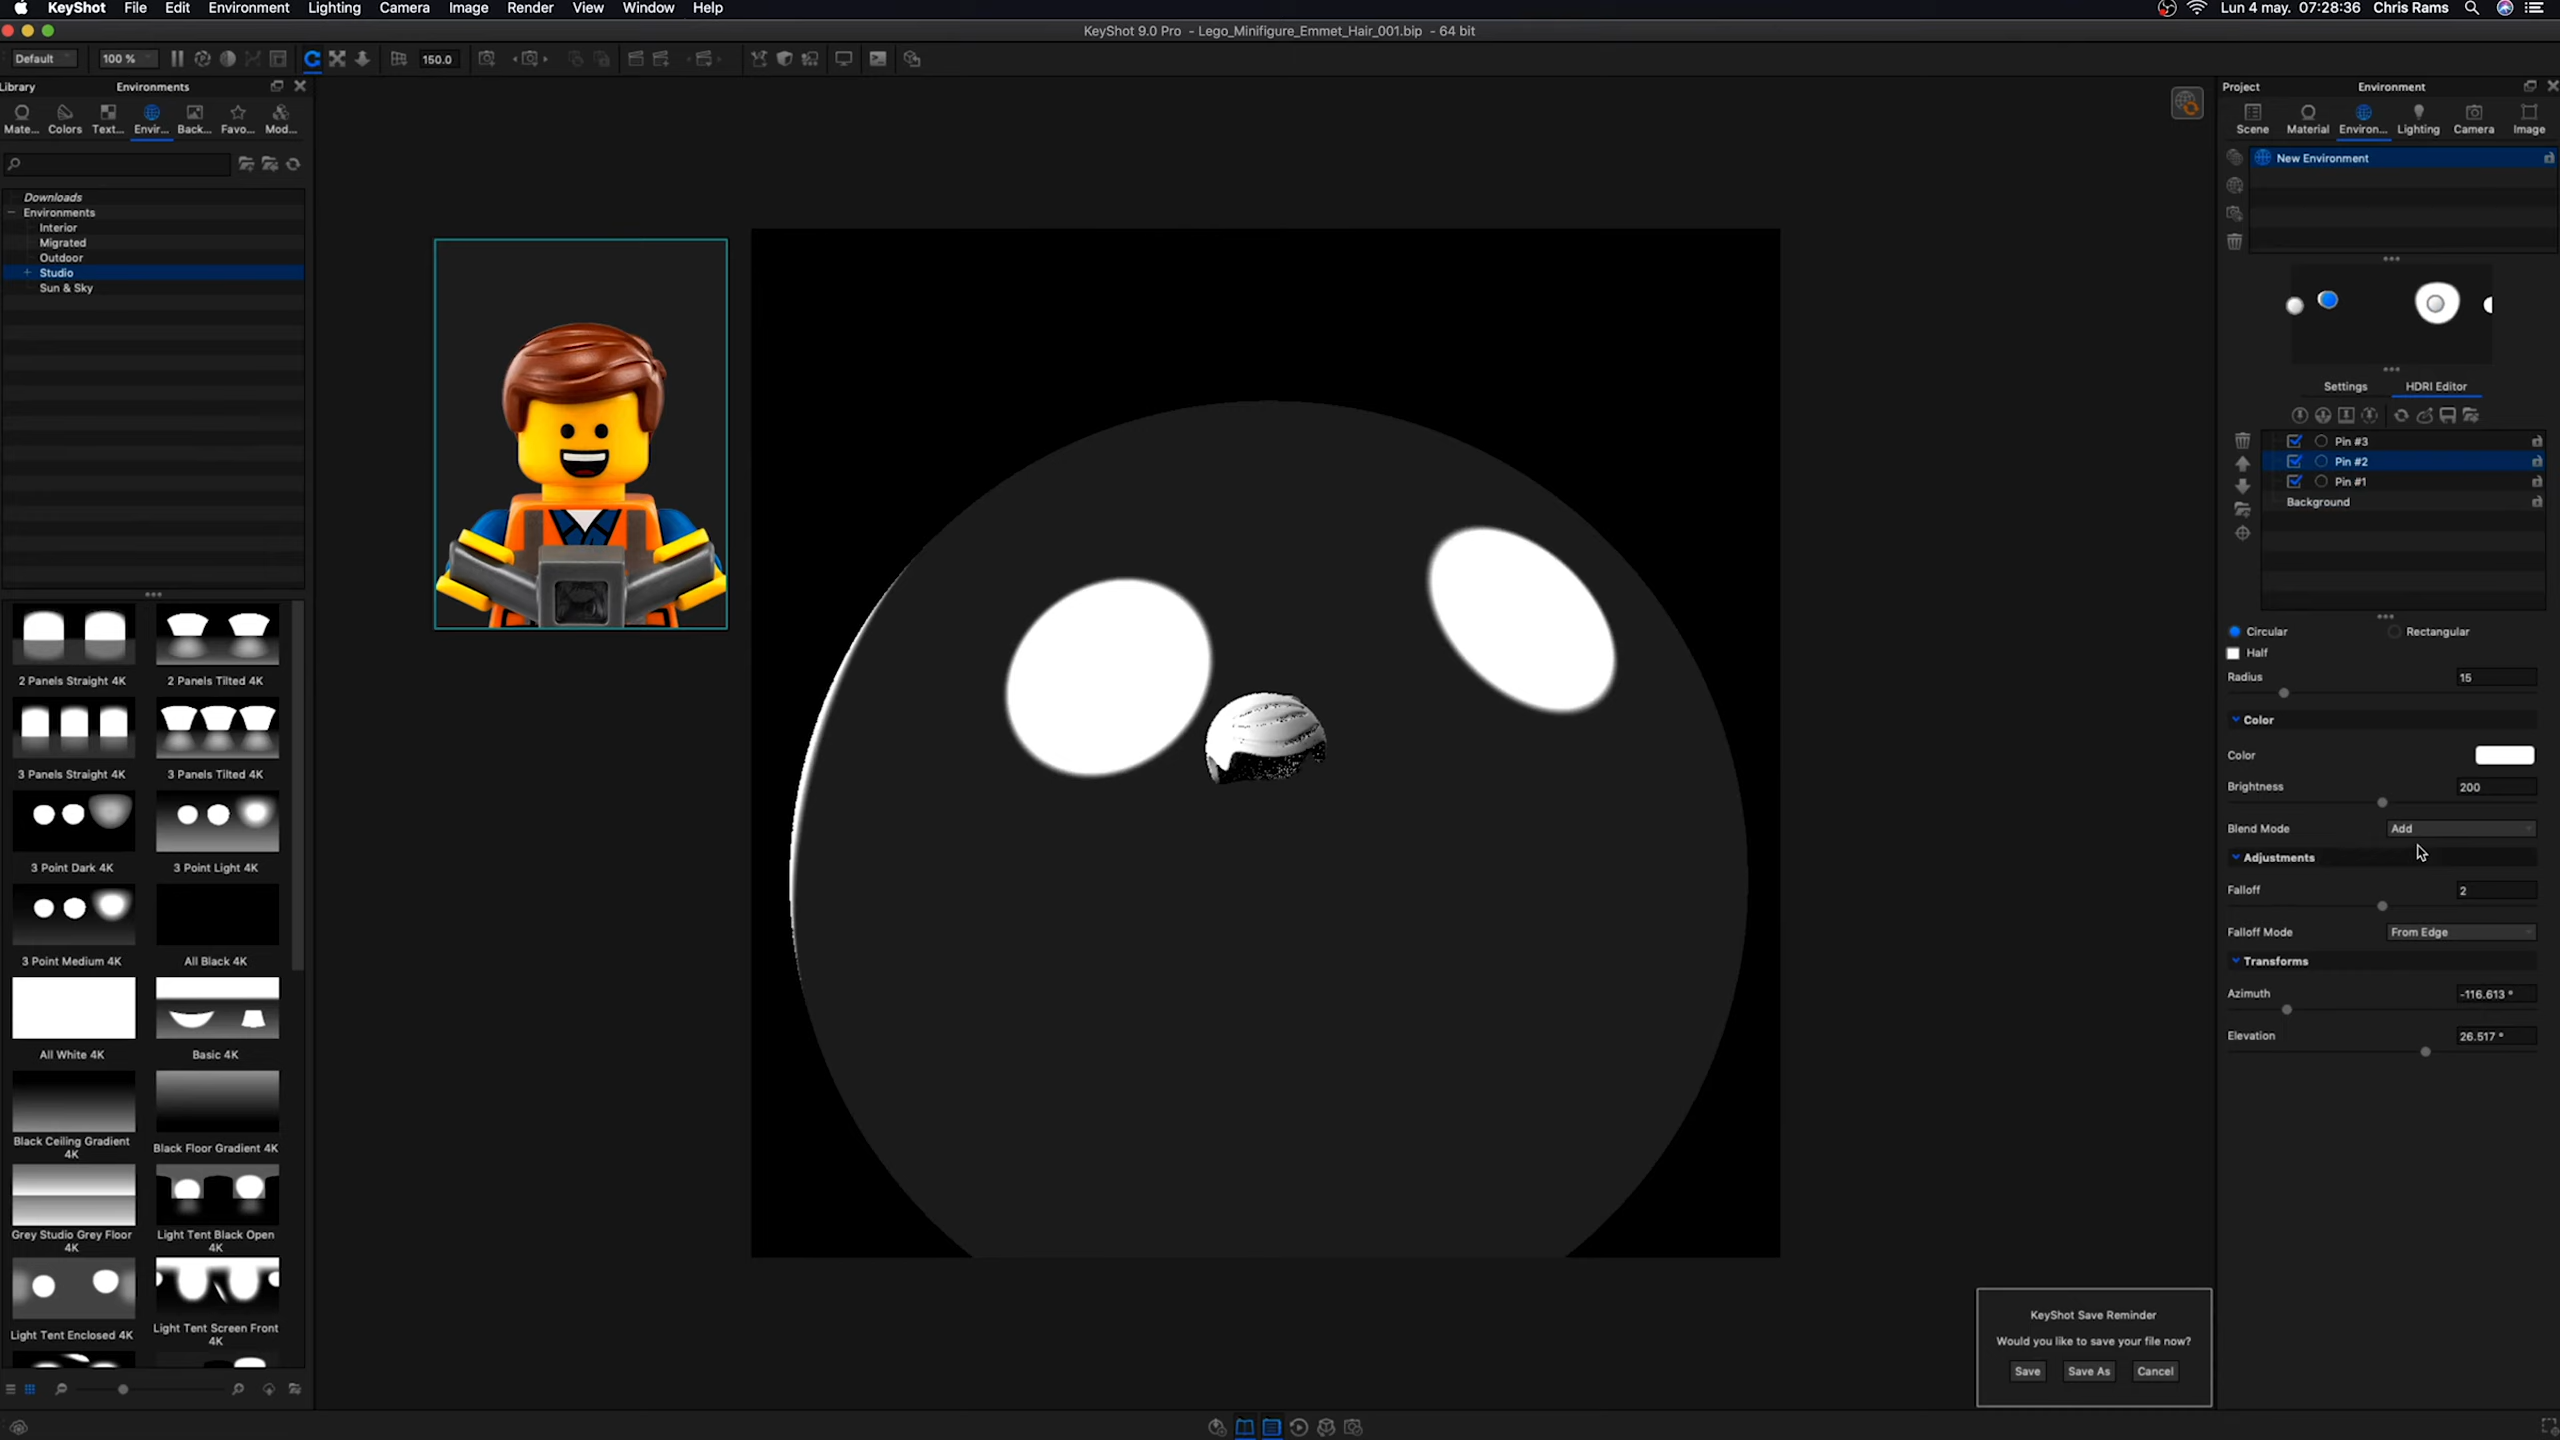 KeyShot File Edit Environment Lighting Camera Image Render View Window Help
Lun 4 may. 07:28:36 Chris Rams
KeyShot 9.0 Pro - Lego_Minifigure_Emmet_Hair_001.bip - 64 bit
Default 100 % 150.0
Library Environments
Mate... Colors Text... Envir... Back... Favo... Mod...
Downloads
Environments
Interior
Migrated
Outdoor
Studio
Sun & Sky
2 Panels Straight 4K 2 Panels Tilted 4K
3 Panels Straight 4K 3 Panels Tilted 4K
3 Point Dark 4K 3 Point Light 4K
3 Point Medium 4K All Black 4K
All White 4K Basic 4K
Black Ceiling Gradient 4K Black Floor Gradient 4K
Grey Studio Grey Floor 4K Light Tent Black Open 4K
Light Tent Enclosed 4K Light Tent Screen Front 4K
Project Environment
Scene Material Environ... Lighting Camera Image
New Environment
Settings HDRI Editor
Pin #3
Pin #2
Pin #1
Background
Circular Rectangular
Half
Radius 15
Color
Color
Brightness 200
Blend Mode Add
Adjustments
Falloff 2
Falloff Mode From Edge
Transforms
Azimuth -116.613 °
Elevation 26.517 °
KeyShot Save Reminder
Would you like to save your file now?
Save Save As Cancel